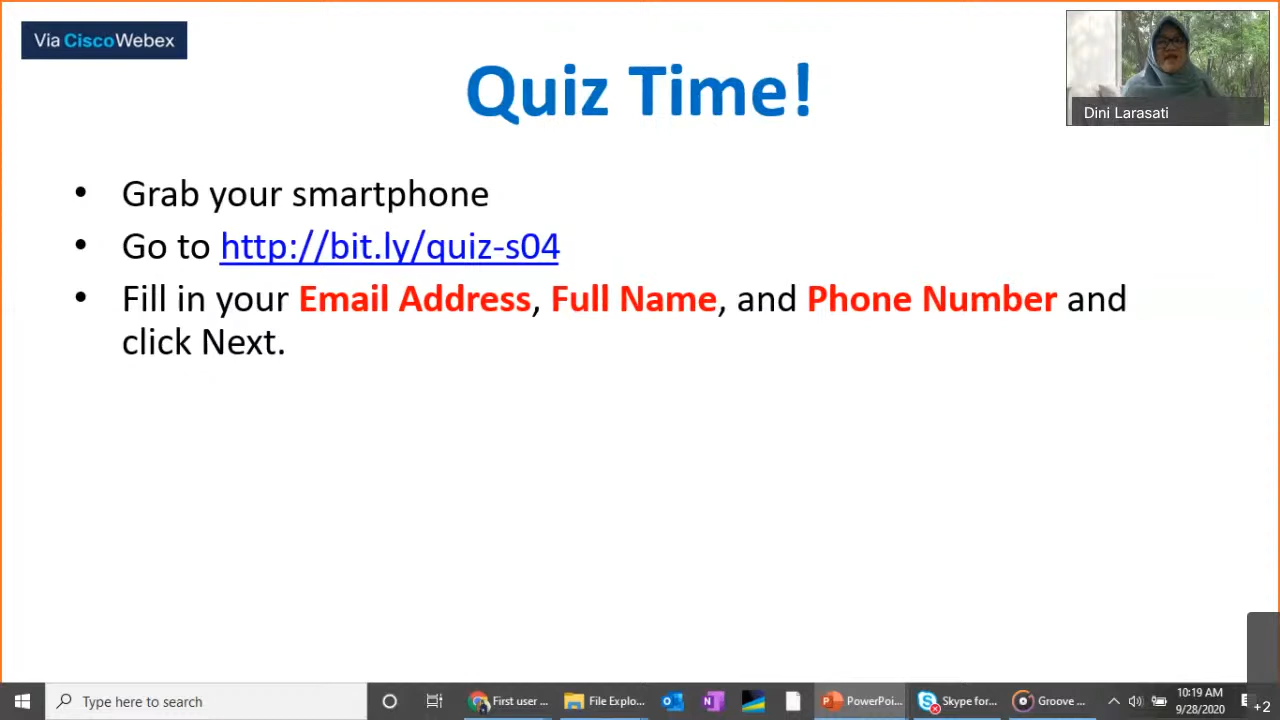 Via CiscoWebex
Quiz Time!
Dini Larasati
• Grab your smartphone
• Go to http://bit.ly/quiz-s04
• Fill in your Email Address, Full Name, and Phone Number and
click Next.
Type here to search
First user ...
File Explo...
PowerPoi...
Skype for...
Groove ...
10:19 AM
9/28/2020
+2